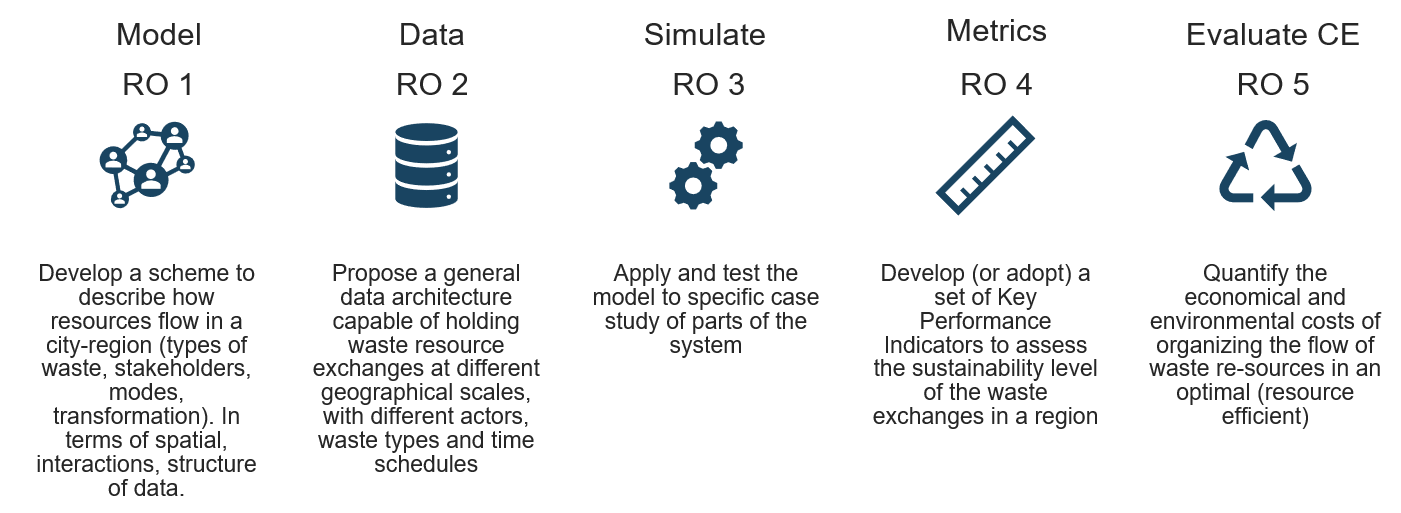 Model
RO 1
Develop a scheme to
describe how
resources flow in a
city-region (types of
waste, stakeholders,
modes,
transformation). In
terms of spatial,
interactions, structure
of data.
Data
RO 2
Propose a general
data architecture
capable of holding
waste resource
exchanges at different
geographical scales,
with different actors,
waste types and time
schedules
Simulate
RO 3
Apply and test the
model to specific case
study of parts of the
system
Metrics
RO 4
Develop (or adopt) a
set of Key
Performance
Indicators to assess
the sustainability level
of the waste
exchanges in a region
Evaluate CE
RO 5
Quantify the
economical and
environmental costs of
organizing the flow of
waste re-sources in an
optimal (resource
efficient)